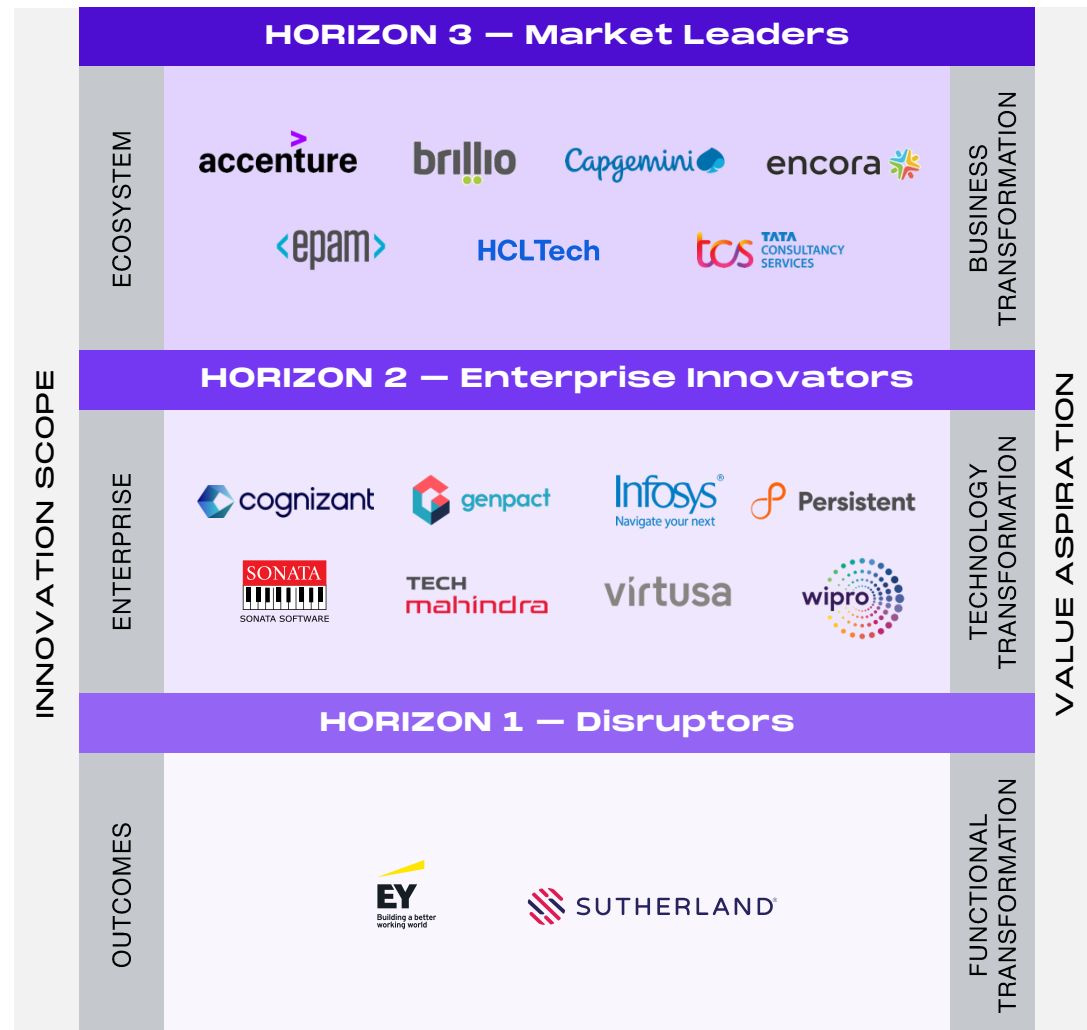 HORIZON 3 — Market Leaders
INNOVATION SCOPE
ECOSYSTEM
accenture
brillio
Capgemini
encora
<epam>
HCLTech
tcs TATA
CONSULTANCY
SERVICES
BUSINESS
TRANSFORMATION
VALUE ASPIRATION
HORIZON 2 — Enterprise Innovators
ENTERPRISE
cognizant
genpact
Infosys®
Navigate your next
Persistent
SONATA
SONATA SOFTWARE
TECH
mahindra
virtusa
wipro
TECHNOLOGY
TRANSFORMATION
HORIZON 1 — Disruptors
OUTCOMES
EY
Building a better
working world
SUTHERLAND®
FUNCTIONAL
TRANSFORMATION